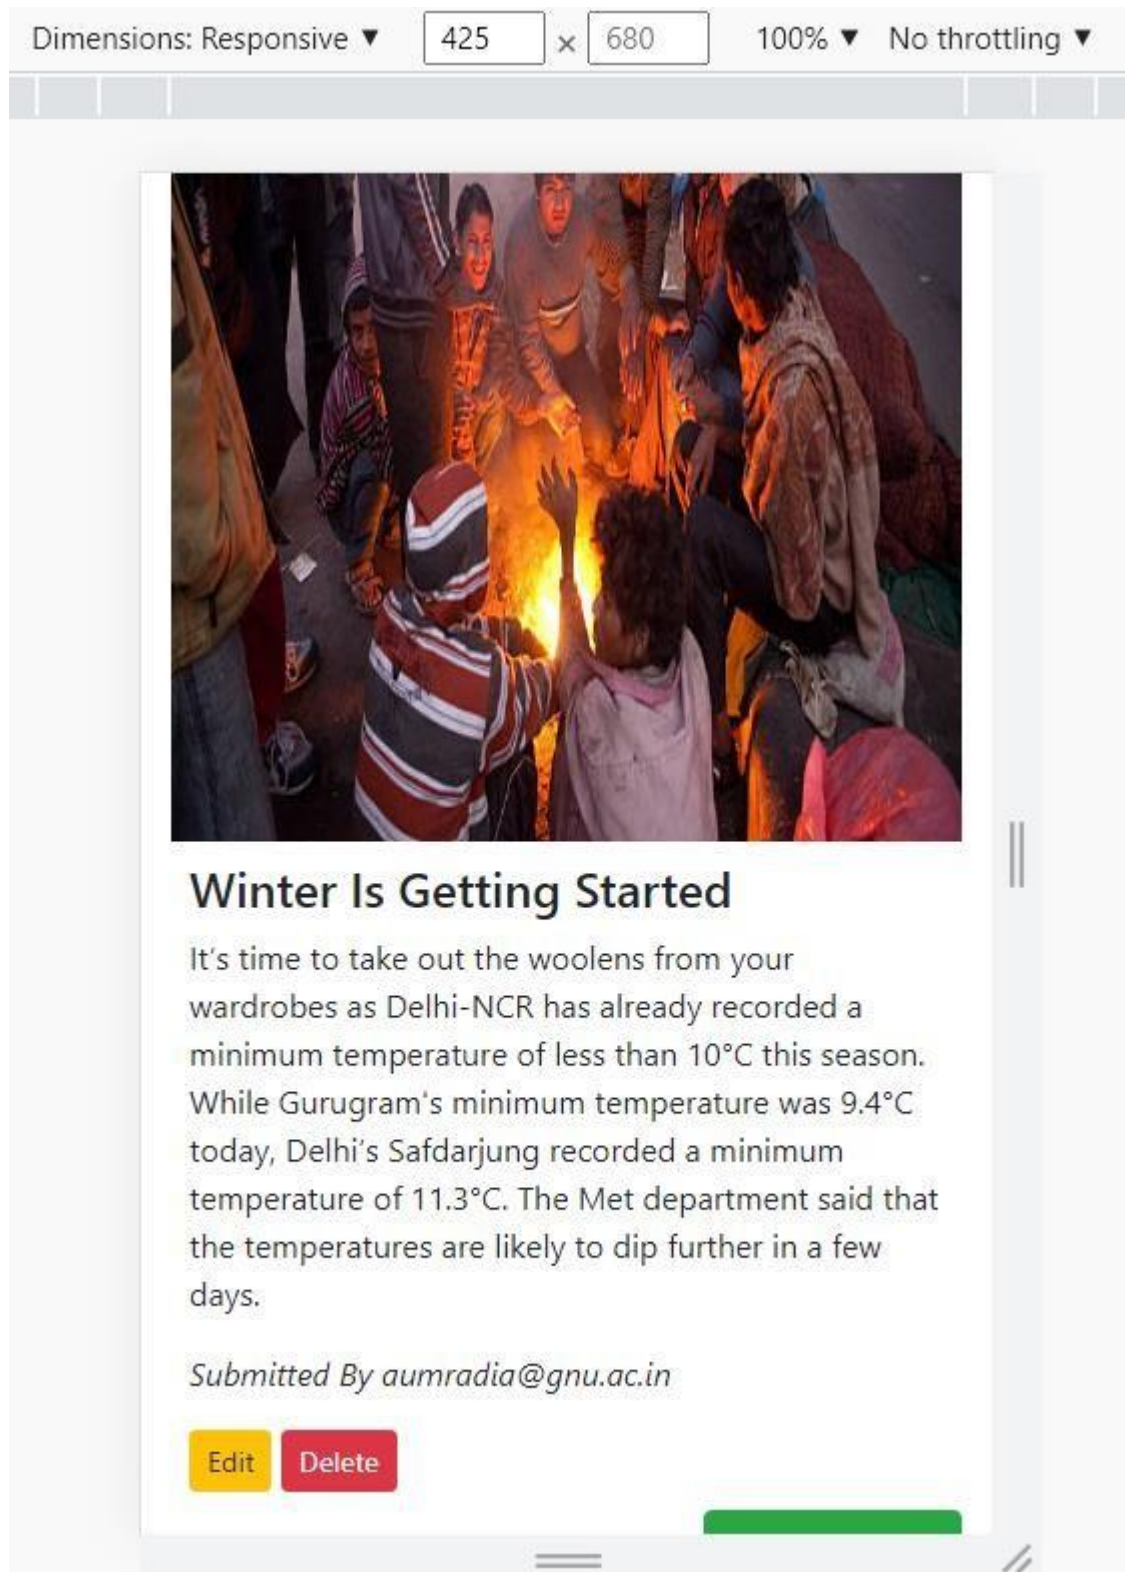 Dimensions: Responsive ▼ 425 × 680 100% ▼ No throttling ▼
Winter Is Getting Started
It's time to take out the woolens from your
wardrobes as Delhi-NCR has already recorded a
minimum temperature of less than 10°C this season.
While Gurugram's minimum temperature was 9.4°C
today, Delhi's Safdarjung recorded a minimum
temperature of 11.3°C. The Met department said that
the temperatures are likely to dip further in a few
days.
Submitted By aumradia@gnu.ac.in
Edit Delete